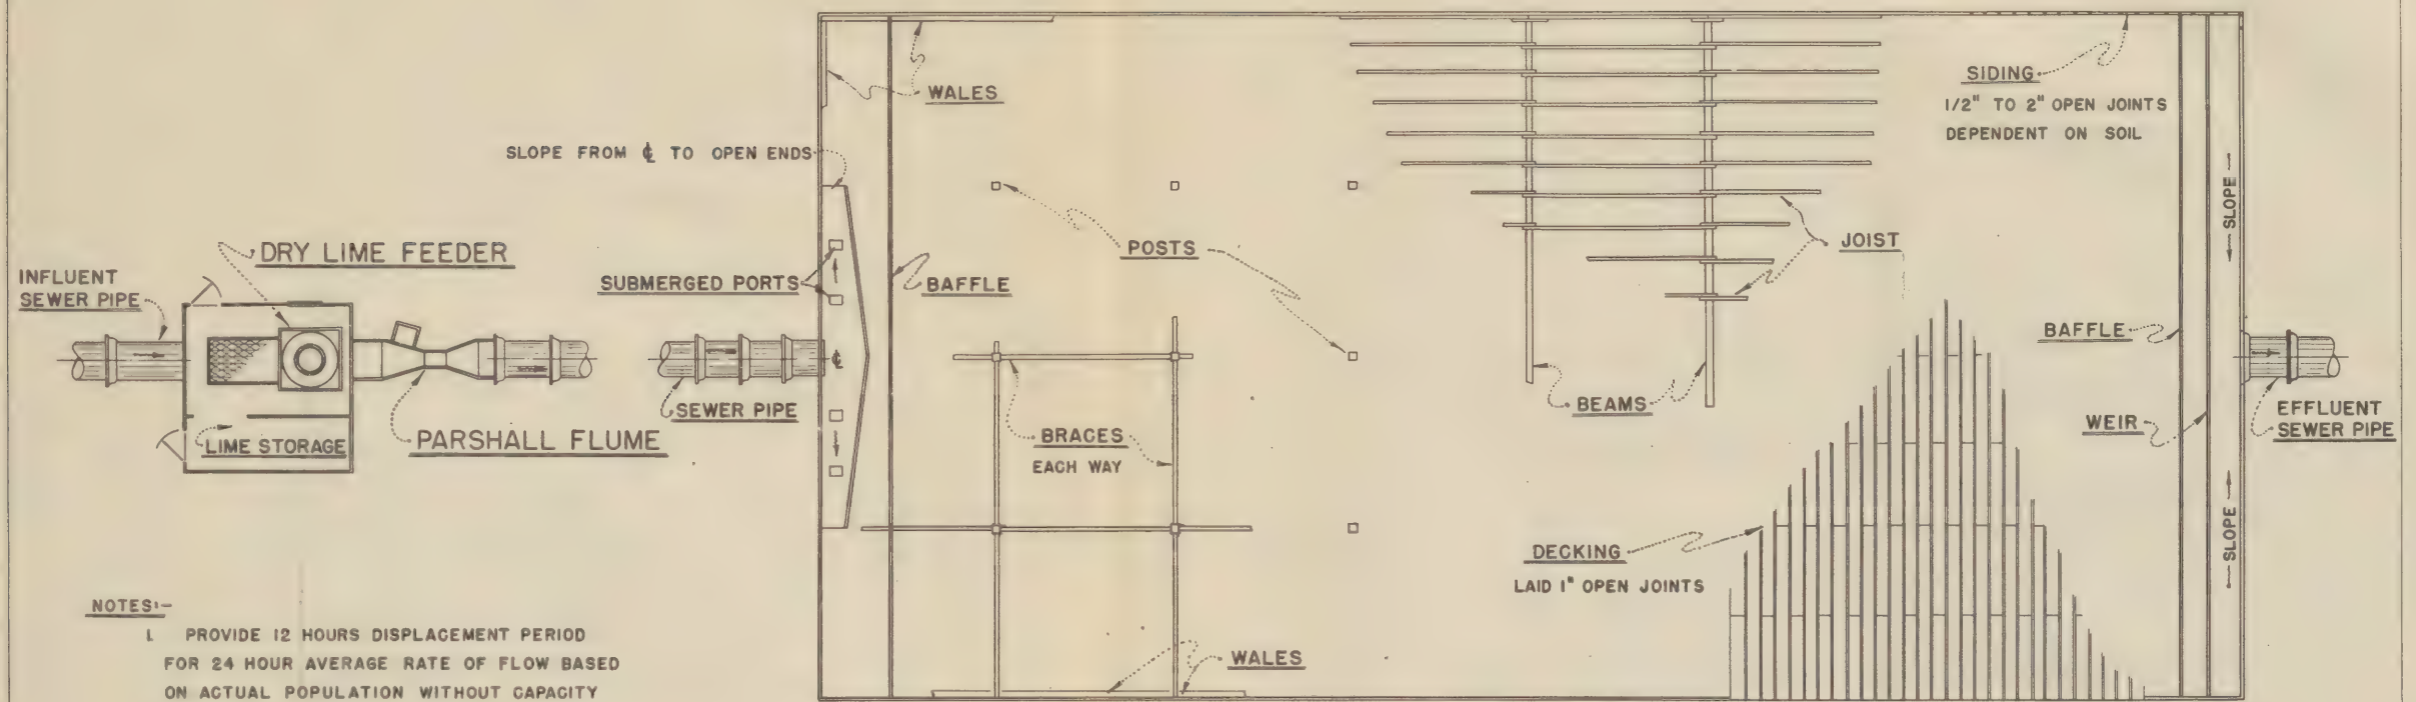 INFLUENT
SEWER PIPE
DRY LIME FEEDER
LIME STORAGE
PARSHALL FLUME
SLOPE FROM ℄ TO OPEN ENDS
SUBMERGED PORTS
SEWER PIPE
℄
WALES
BAFFLE
POSTS
BRACES
EACH WAY
WALES
JOIST
BEAMS
SIDING
1/2" TO 2" OPEN JOINTS
DEPENDENT ON SOIL
DECKING
LAID 1" OPEN JOINTS
BAFFLE
WEIR
SLOPE
SLOPE
EFFLUENT
SEWER PIPE
NOTES:-
1. PROVIDE 12 HOURS DISPLACEMENT PERIOD
FOR 24 HOUR AVERAGE RATE OF FLOW BASED
ON ACTUAL POPULATION WITHOUT CAPACITY